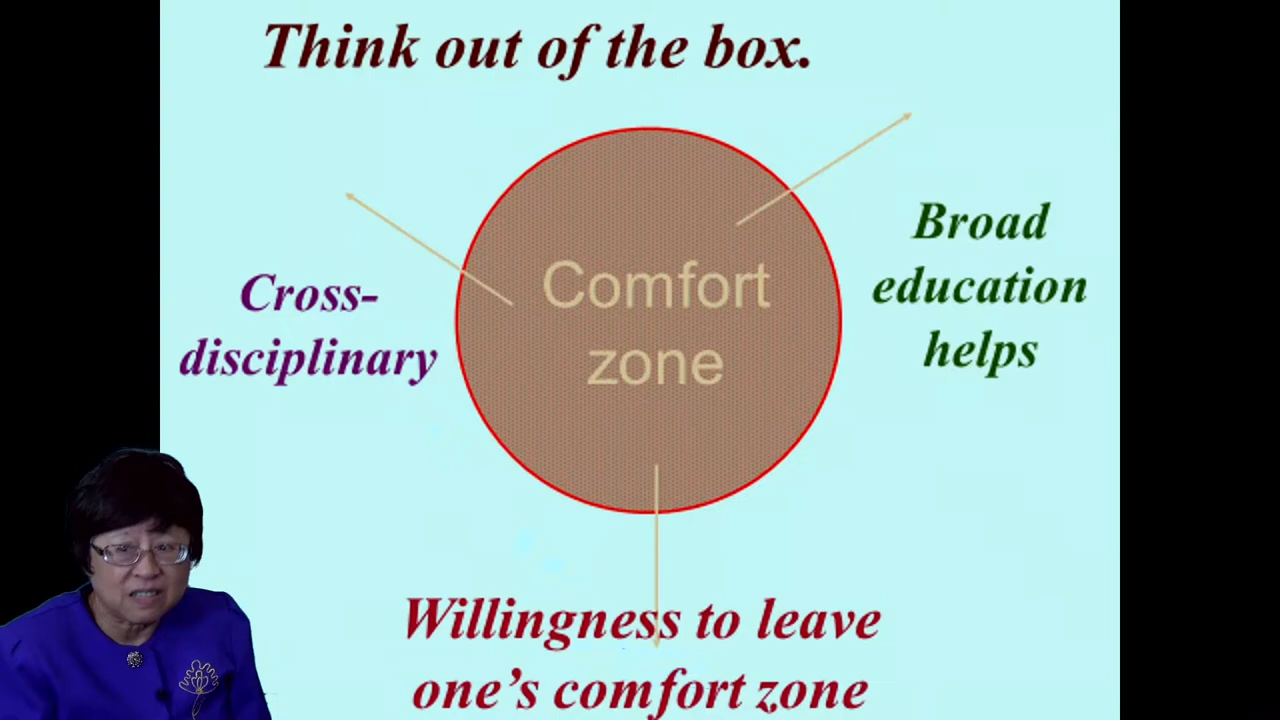 Think out of the box.
Cross-
disciplinary
Comfort
zone
Broad
education
helps
Willingness to leave
one's comfort zone